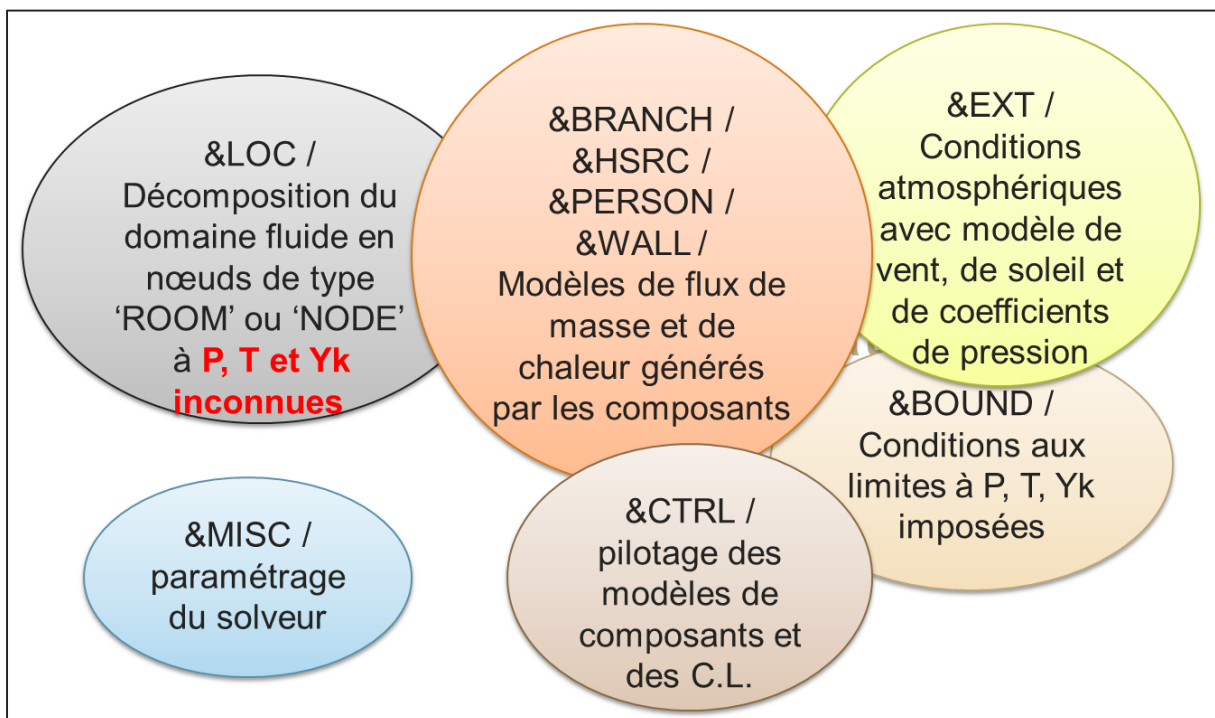 &LOC /
Décomposition du
domaine fluide en
nœuds de type
‘ROOM’ ou ‘NODE’
à P, T et Yk
inconnues
&BRANCH /
&HSRC /
&PERSON /
&WALL /
Modèles de flux de
masse et de
chaleur générés
par les composants
&EXT /
Conditions
atmosphériques
avec modèle de
vent, de soleil et
de coefficients
de pression
&BOUND /
Conditions aux
limites à P, T, Yk
imposées
&MISC /
paramétrage
du solveur
&CTRL /
pilotage des
modèles de
composants et
des C.L.